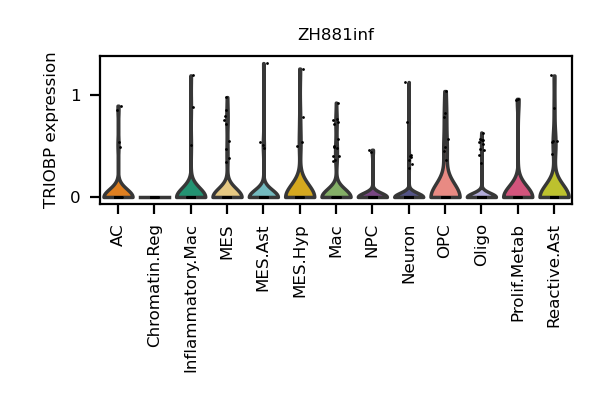 ZH881inf
TRIOBP expression
1
0
AC
Chromatin.Reg
Inflammatory.Mac
MES
MES.Ast
MES.Hyp
Mac
NPC
Neuron
OPC
Oligo
Prolif.Metab
Reactive.Ast